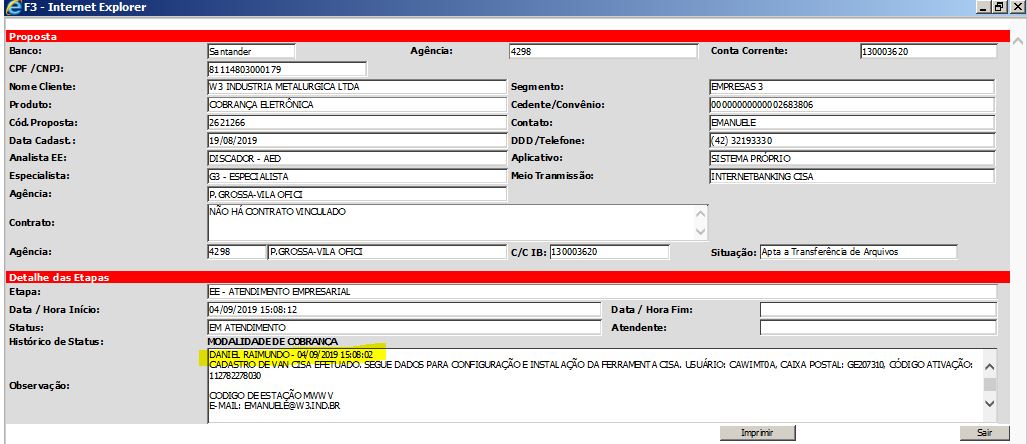 F3 - Internet Explorer
Proposta
Banco: Santander Agência: 4298 Conta Corrente: 130003620
CPF /CNPJ: 81114803000179
Nome Cliente: W3 INDUSTRIA METALURGICA LTDA Segmento: EMPRESAS 3
Produto: COBRANÇA ELETRÔNICA Cedente/Convênio: 00000000000002683806
Cód. Proposta: 2621266 Contato: EMANUELE
Data Cadast.: 19/08/2019 DDD/Telefone: (42) 32193330
Analista EE: DISCADOR - AED Aplicativo: SISTEMA PRÓPRIO
Especialista: G3 - ESPECIALISTA Meio Tranmissão: INTERNETBANKING CISA
Agência: P.GROSSA-VILA OFICI
Contrato: NÃO HÁ CONTRATO VINCULADO
Agência: 4298 P.GROSSA-VILA OFICI C/C IB: 130003620 Situação: Apta a Transferência de Arquivos
Detalhe das Etapas
Etapa: EE - ATENDIMENTO EMPRESARIAL
Data / Hora Início: 04/09/2019 15:08:12 Data / Hora Fim:
Status: EM ATENDIMENTO Atendente:
Histórico de Status: MODALIDADE DE COBRANÇA
DANIEL RAIMUNDO - 04/09/2019 15:08:02
CADASTRO DE VAN CISA EFETUADO. SEGUE DADOS PARA CONFIGURAÇÃO E INSTALAÇÃO DA FERRAMENTA CISA. USUÁRIO: CAWIMT0A, CAIXA POSTAL: GE207310, CÓDIGO ATIVAÇÃO:
112782278030
Observação:
CODIGO DE ESTAÇÃO MWW V
E-MAIL: EMANUELE@W3.IND.BR
Imprimir Sair